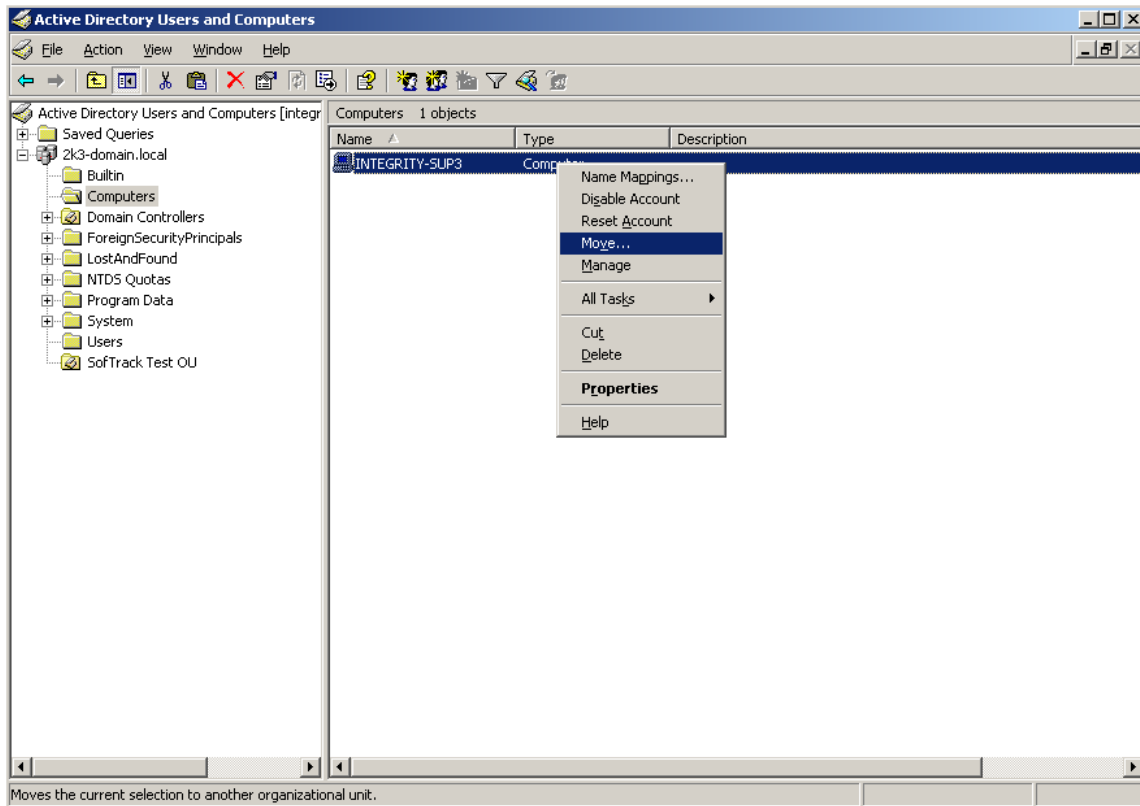 Active Directory Users and Computers
File Action View Window Help
Active Directory Users and Computers [integr
Saved Queries
2k3-domain.local
Builtin
Computers
Domain Controllers
ForeignSecurityPrincipals
LostAndFound
NTDS Quotas
Program Data
System
Users
SofTrack Test OU
Computers 1 objects
Name Type Description
INTEGRITY-SUP3 Computer
Name Mappings...
Disable Account
Reset Account
Move...
Manage
All Tasks
Cut
Delete
Properties
Help
Moves the current selection to another organizational unit.